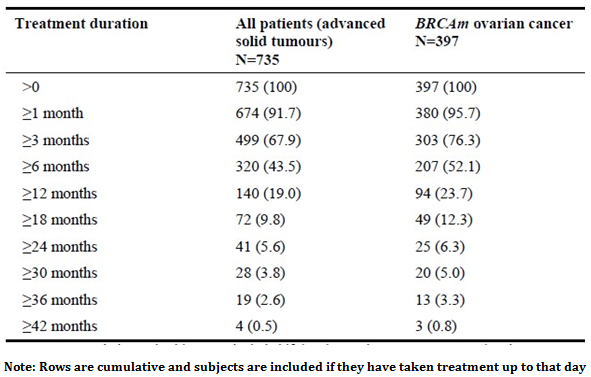 Treatment duration All patients (advanced BRCAm ovarian cancer
solid tumours) N=397
N=735
>0 735 (100) 397 (100)
≥1 month 674 (91.7) 380 (95.7)
≥3 months 499 (67.9) 303 (76.3)
≥6 months 320 (43.5) 207 (52.1)
≥12 months 140 (19.0) 94 (23.7)
≥18 months 72 (9.8) 49 (12.3)
≥24 months 41 (5.6) 25 (6.3)
≥30 months 28 (3.8) 20 (5.0)
≥36 months 19 (2.6) 13 (3.3)
≥42 months 4 (0.5) 3 (0.8)
Note: Rows are cumulative and subjects are included if they have taken treatment up to that day